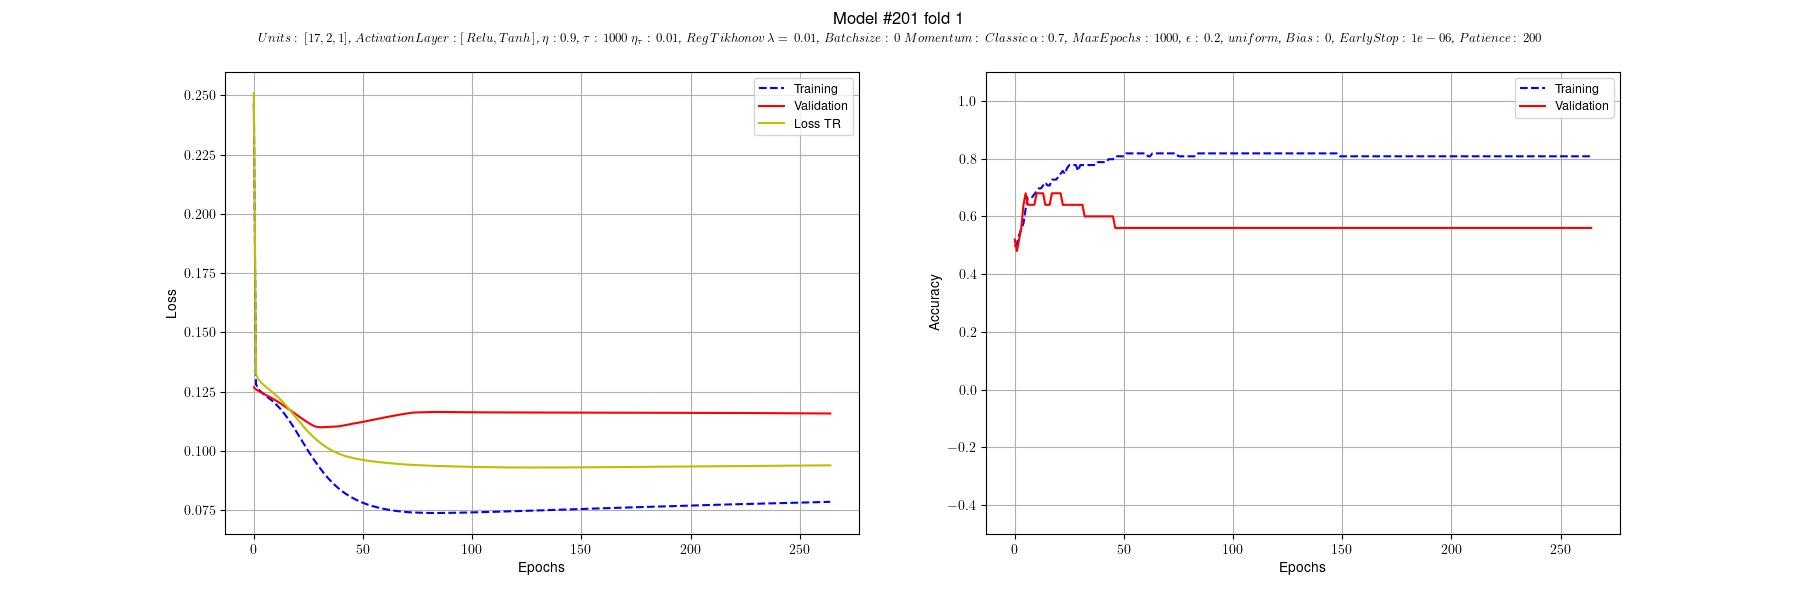 Model #201 fold 1
Units : [17, 2, 1], ActivationLayer : [ Relu, Tanh ], η : 0.9, τ : 1000 ητ : 0.01, RegTikhonov λ = 0.01, Batchsize : 0 Momentum : Classic α : 0.7, MaxEpochs : 1000, ϵ : 0.2, uniform, Bias : 0, EarlyStop : 1e − 06, Patience : 200
Training
Validation
Loss TR
0.250
0.225
0.200
0.175
0.150
0.125
0.100
0.075
Loss
0 50 100 150 200 250
Epochs
Training
Validation
1.0
0.8
0.6
0.4
0.2
0.0
−0.2
−0.4
Accuracy
0 50 100 150 200 250
Epochs